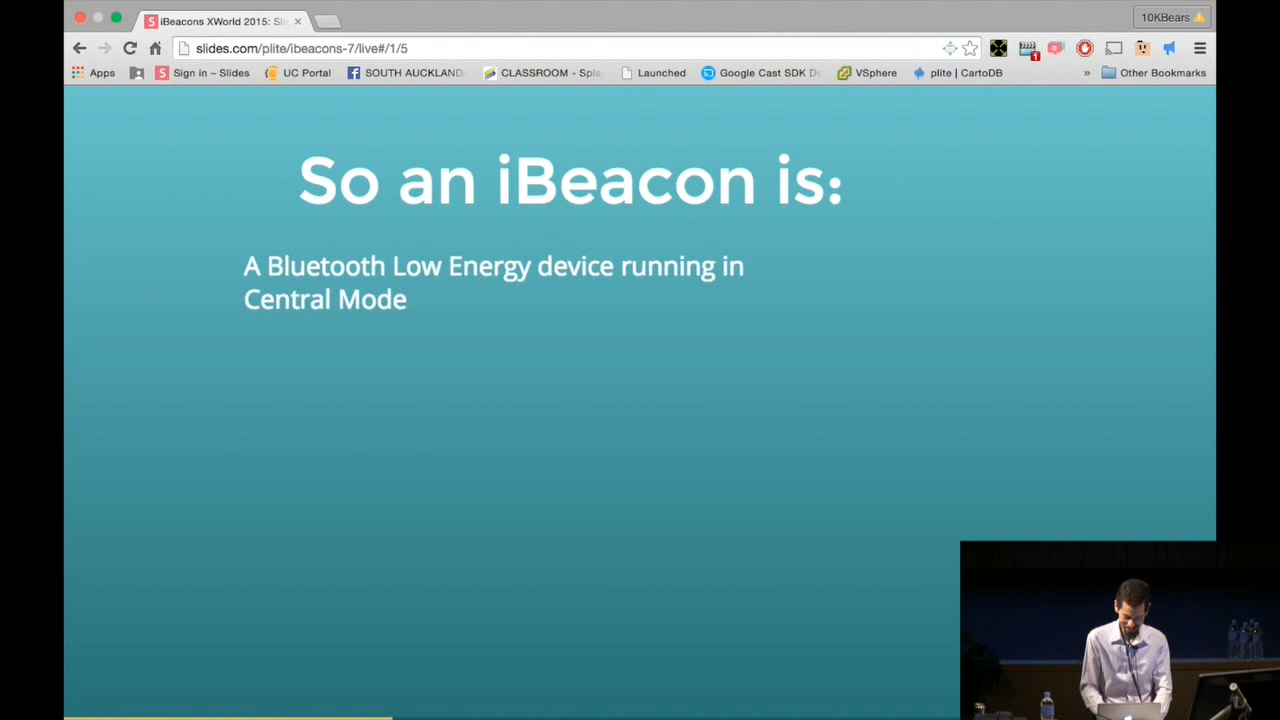 iBeacons XWorld 2015: Sli
10KBears
slides.com/plite/ibeacons-7/live#/1/5
1
Apps
Sign in – Slides
UC Portal
SOUTH AUCKLAND
CLASSROOM - Spla
Launched
Google Cast SDK De
VSphere
plite | CartoDB
»
Other Bookmarks
So an iBeacon is:
A Bluetooth Low Energy device running in
Central Mode